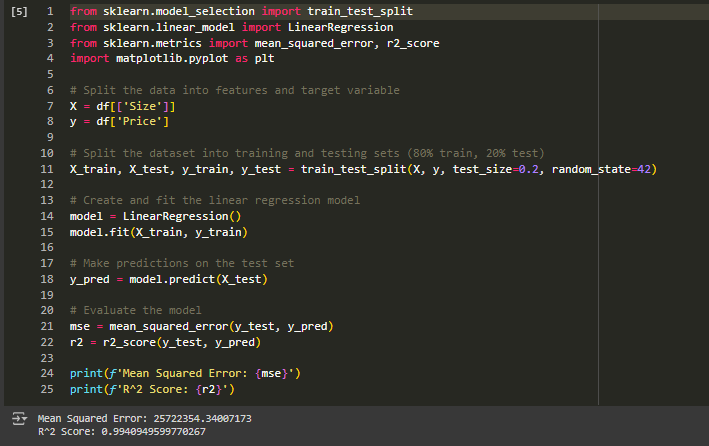 [5]
1 from sklearn.model_selection import train_test_split
2 from sklearn.linear_model import LinearRegression
3 from sklearn.metrics import mean_squared_error, r2_score
4 import matplotlib.pyplot as plt
5
6 # Split the data into features and target variable
7 X = df[['Size']]
8 y = df['Price']
9
10 # Split the dataset into training and testing sets (80% train, 20% test)
11 X_train, X_test, y_train, y_test = train_test_split(X, y, test_size=0.2, random_state=42)
12
13 # Create and fit the linear regression model
14 model = LinearRegression()
15 model.fit(X_train, y_train)
16
17 # Make predictions on the test set
18 y_pred = model.predict(X_test)
19
20 # Evaluate the model
21 mse = mean_squared_error(y_test, y_pred)
22 r2 = r2_score(y_test, y_pred)
23
24 print(f'Mean Squared Error: {mse}')
25 print(f'R^2 Score: {r2}')
Mean Squared Error: 25722354.34007173
R^2 Score: 0.9940949599770267